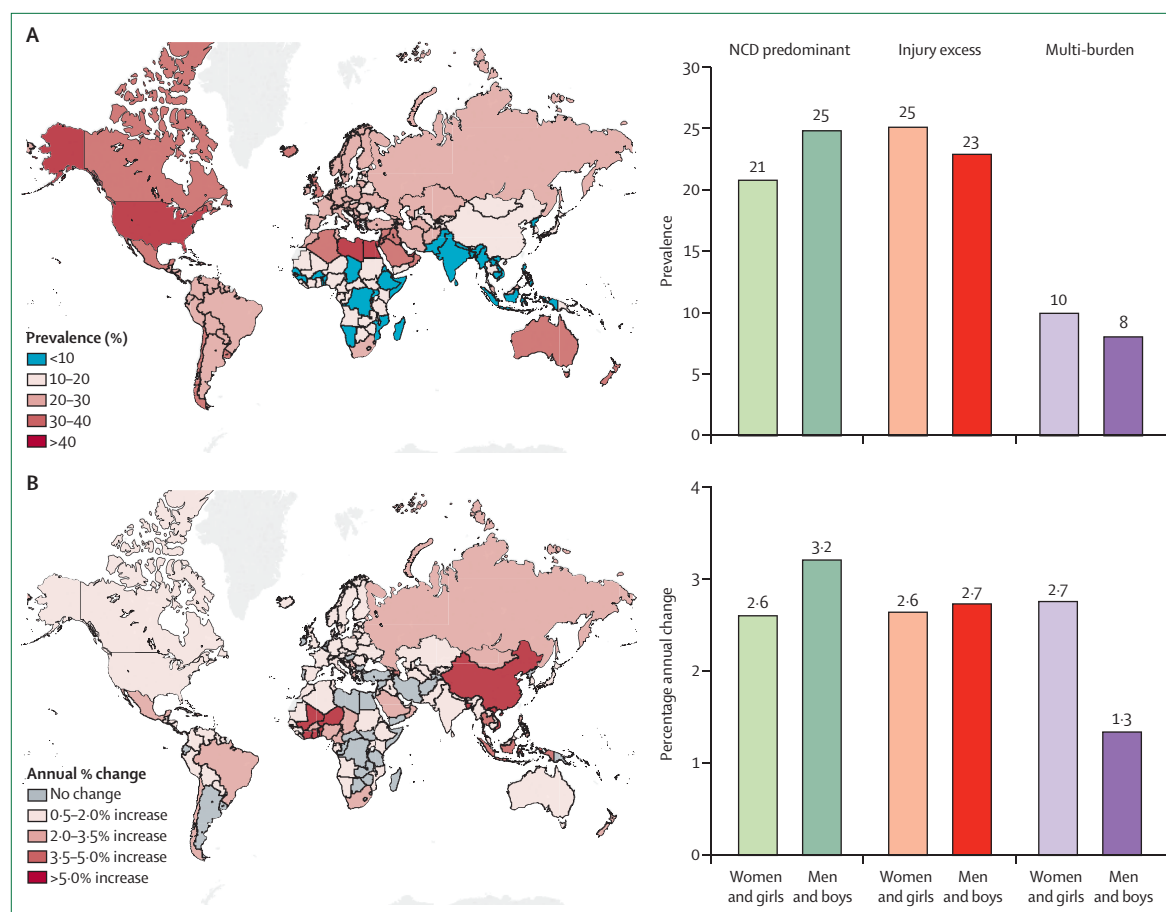 A
NCD predominant
Injury excess
Multi-burden
30
25
20
15
10
5
0
Prevalence
21
25
25
23
10
8
Prevalence (%)
<10
10–20
20–30
30–40
>40
B
4
3
2
1
0
Percentage annual change
2·6
3·2
2·6
2·7
2·7
1·3
Annual % change
No change
0·5–2·0% increase
2·0–3·5% increase
3·5–5·0% increase
>5·0% increase
Women and girls
Men and boys
Women and girls
Men and boys
Women and girls
Men and boys